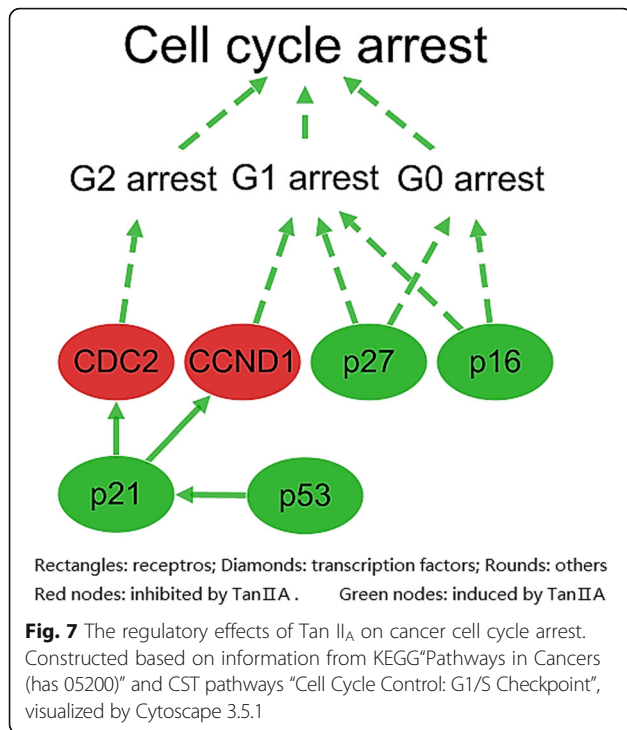 Cell cycle arrest
G2 arrest G1 arrest G0 arrest
CDC2 CCND1 p27 p16
p21 p53
Rectangles: receptros; Diamonds: transcription factors; Rounds: others
Red nodes: inhibited by TanⅡA . Green nodes: induced by TanⅡA
Fig. 7 The regulatory effects of Tan IIA on cancer cell cycle arrest.
Constructed based on information from KEGG“Pathways in Cancers
(has 05200)” and CST pathways “Cell Cycle Control: G1/S Checkpoint”,
visualized by Cytoscape 3.5.1